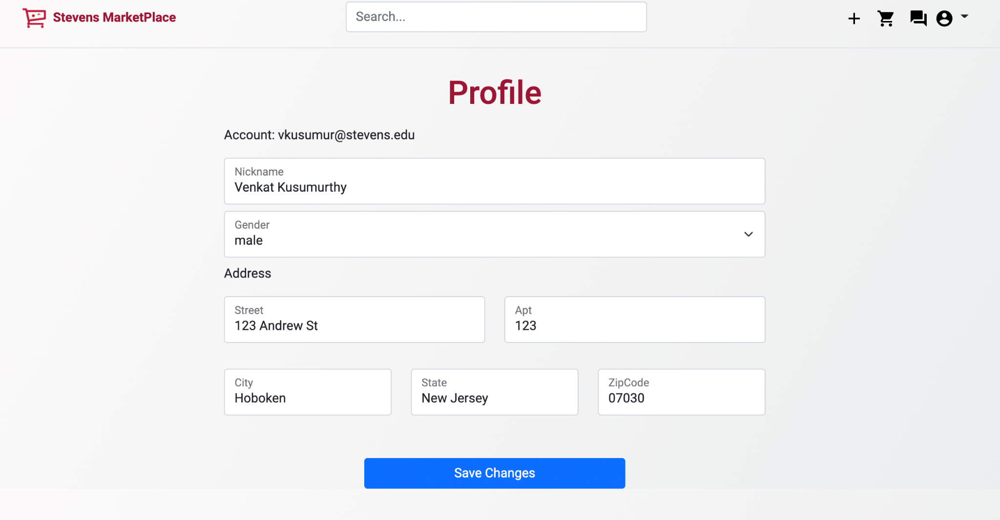 Stevens MarketPlace
Search...
Profile
Account: vkusumur@stevens.edu
Nickname
Venkat Kusumurthy
Gender
male
Address
Street
123 Andrew St
Apt
123
City
Hoboken
State
New Jersey
ZipCode
07030
Save Changes